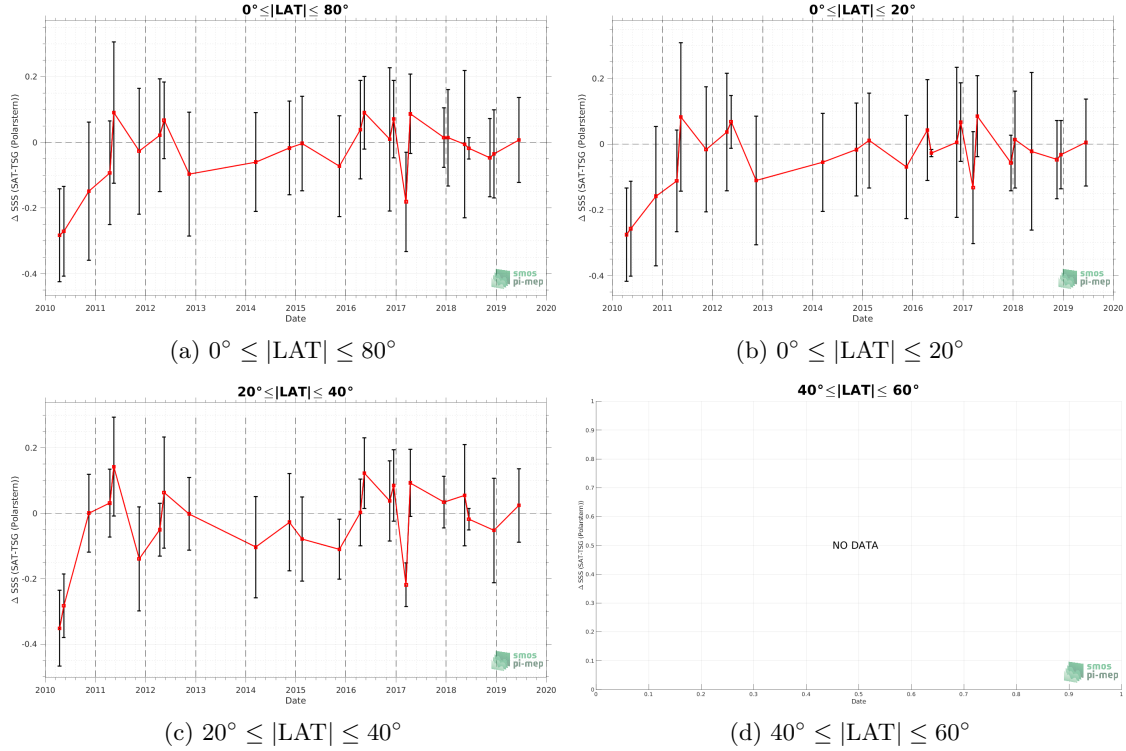 0°≤|LAT|≤ 80°
Δ SSS (SAT-TSG (Polarstern))
0.2
0
-0.2
-0.4
2010 2011 2012 2013 2014 2015 2016 2017 2018 2019 2020
Date
smos
pi-mep
(a) 0° ≤ |LAT| ≤ 80°
0°≤|LAT|≤ 20°
Δ SSS (SAT-TSG (Polarstern))
0.2
0
-0.2
-0.4
2010 2011 2012 2013 2014 2015 2016 2017 2018 2019 2020
Date
smos
pi-mep
(b) 0° ≤ |LAT| ≤ 20°
20°≤|LAT|≤ 40°
Δ SSS (SAT-TSG (Polarstern))
0.2
0
-0.2
-0.4
2010 2011 2012 2013 2014 2015 2016 2017 2018 2019 2020
Date
smos
pi-mep
(c) 20° ≤ |LAT| ≤ 40°
40°≤|LAT|≤ 60°
Δ SSS (SAT-TSG (Polarstern))
1
0.9
0.8
0.7
0.6
0.5
0.4
0.3
0.2
0.1
0
NO DATA
0 0.1 0.2 0.3 0.4 0.5 0.6 0.7 0.8 0.9 1
Date
smos
pi-mep
(d) 40° ≤ |LAT| ≤ 60°